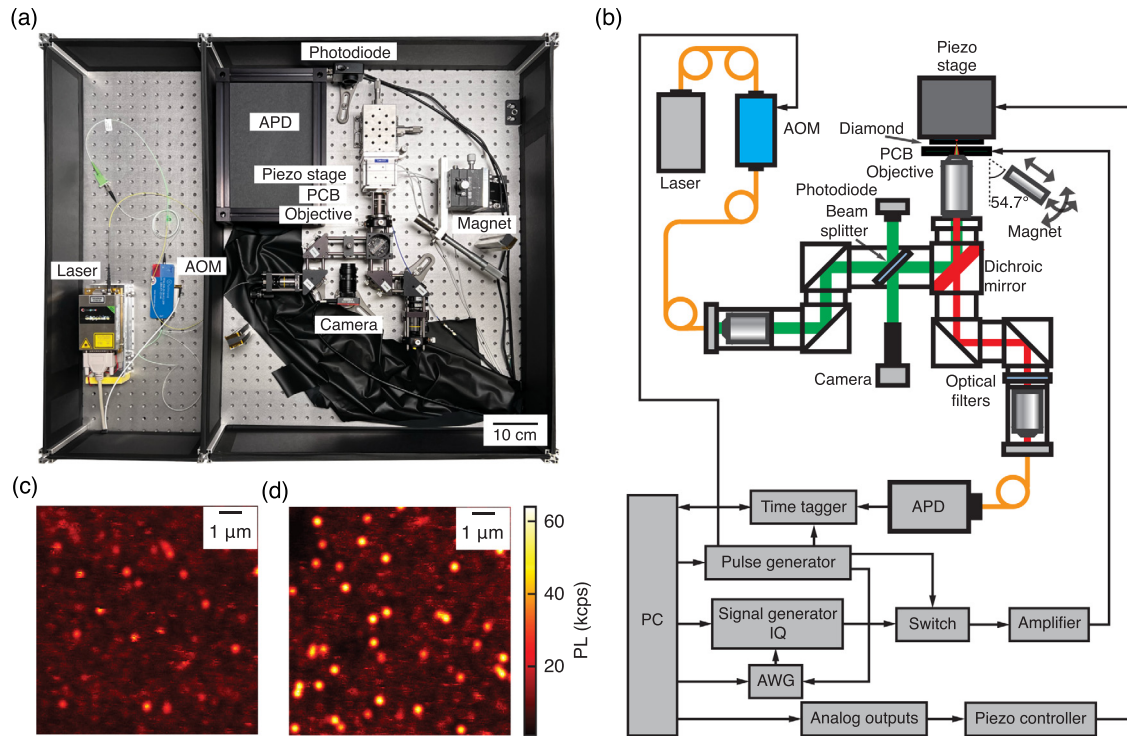 (a)
Photodiode
APD
Piezo stage
PCB
Objective
Magnet
Laser
AOM
Camera
10 cm
(b)
Piezo
stage
AOM
Laser
Diamond
PCB
Objective
Photodiode
Beam
splitter
54.7°
Magnet
Dichroic
mirror
Camera
Optical
filters
Time tagger
APD
Pulse generator
PC
Signal generator
IQ
Switch
Amplifier
AWG
Analog outputs
Piezo controller
(c)
1 µm
(d)
1 µm
60
40
20
PL (kcps)